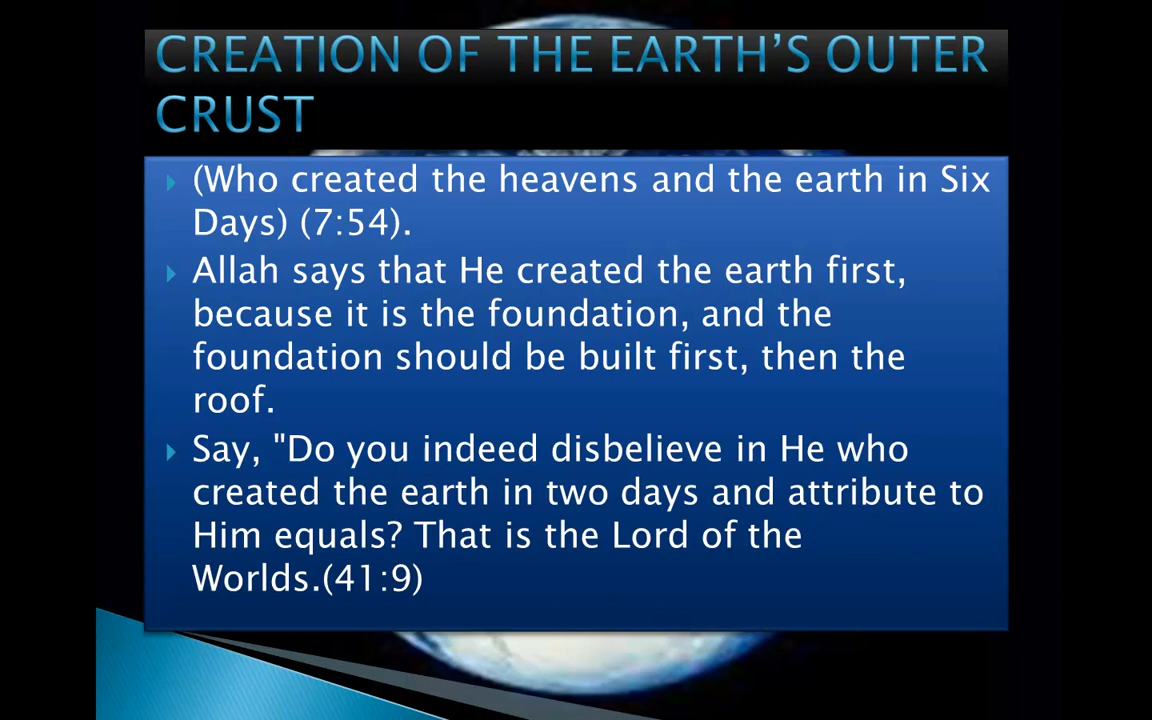 CREATION OF THE EARTH’S OUTER
CRUST
(Who created the heavens and the earth in Six
Days) (7:54).
Allah says that He created the earth first,
because it is the foundation, and the
foundation should be built first, then the
roof.
Say, "Do you indeed disbelieve in He who
created the earth in two days and attribute to
Him equals? That is the Lord of the
Worlds.(41:9)